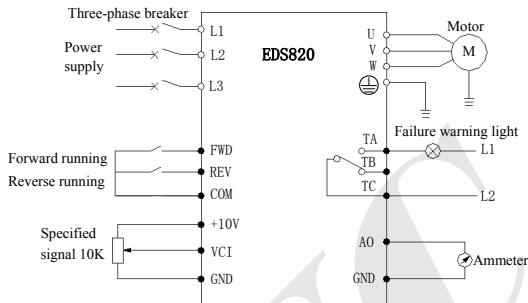 Three-phase breaker
L1
Power
supply
L2
L3
EDS820
U
V
W
Motor
M
Forward running
FWD
Reverse running
REV
COM
TA
TB
TC
Failure warning light
L1
L2
+10V
Specified
signal 10K
VCI
GND
AO
GND
Ammeter